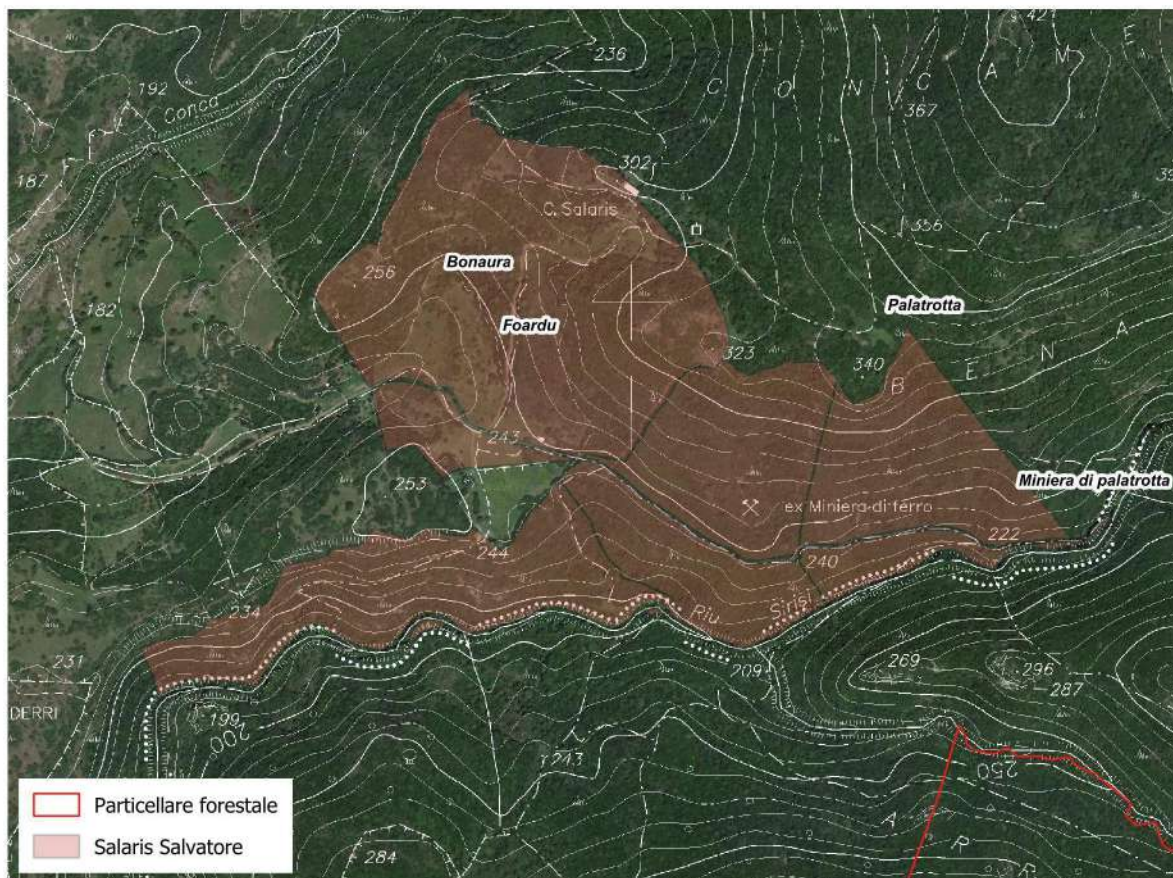 236
421
192
Conca
367
187
302
C. Salaris
356
Bonaura
256
Palatrotta
182
Foardu
323
340
243
253
Miniera di palatrotta
ex Miniera di ferro
222
244
240
234
Riu
Sirisi
231
209
269
296
287
DERRI
199
200
243
250
284
C O N C A M E
B E N A
A R R
Particellare forestale
Salaris Salvatore